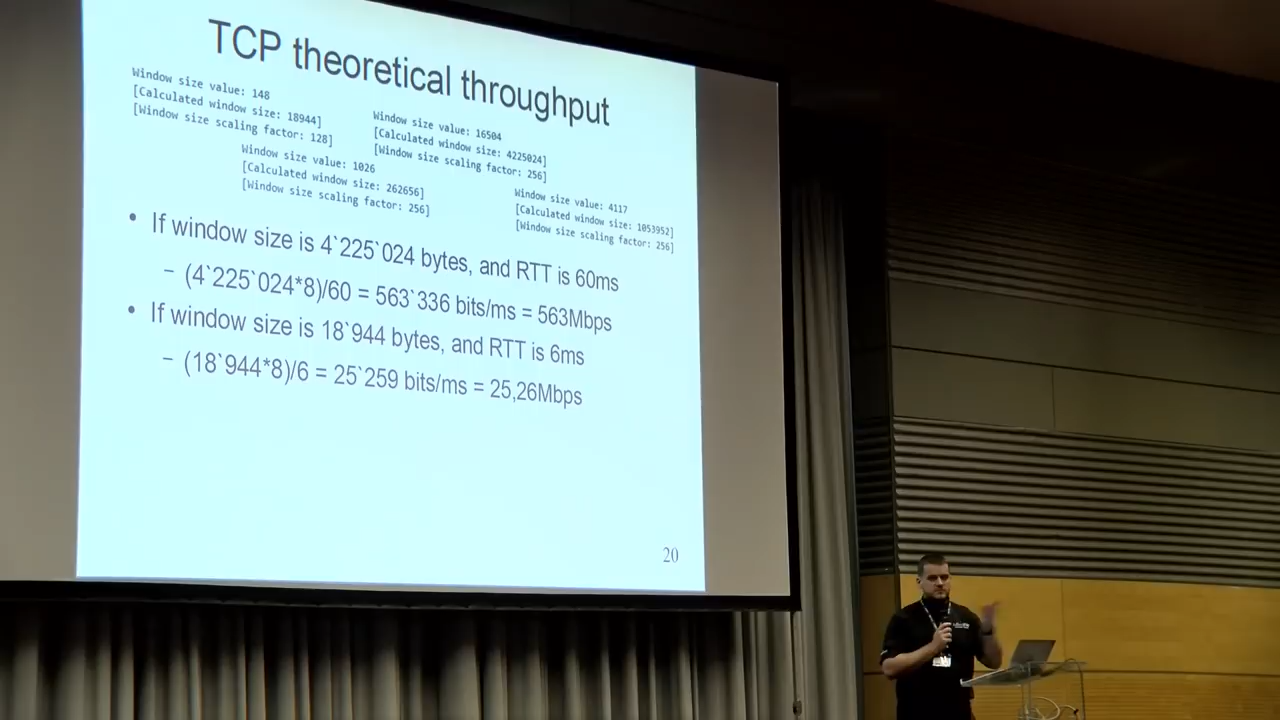 TCP theoretical throughput
Window size value: 148
[Calculated window size: 18944]
[Window size scaling factor: 128]
Window size value: 16504
[Calculated window size: 4225024]
[Window size scaling factor: 256]
Window size value: 1026
[Calculated window size: 262656]
[Window size scaling factor: 256]
Window size value: 4117
[Calculated window size: 1053952]
[Window size scaling factor: 256]
• If window size is 4`225`024 bytes, and RTT is 60ms
– (4`225`024*8)/60 = 563`336 bits/ms = 563Mbps
• If window size is 18`944 bytes, and RTT is 6ms
– (18`944*8)/6 = 25`259 bits/ms = 25,26Mbps
20